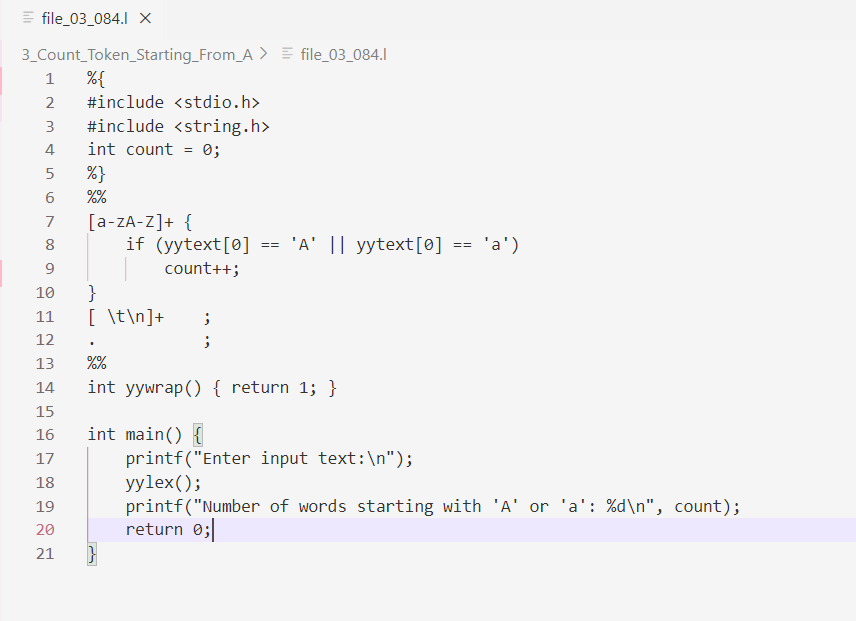 file_03_084.l
3_Count_Token_Starting_From_A > file_03_084.l
1 %{
2 #include <stdio.h>
3 #include <string.h>
4 int count = 0;
5 %}
6 %%
7 [a-zA-Z]+ {
8     if (yytext[0] == 'A' || yytext[0] == 'a')
9         count++;
10 }
11 [ \t\n]+    ;
12 .           ;
13 %%
14 int yywrap() { return 1; }
15
16 int main() {
17     printf("Enter input text:\n");
18     yylex();
19     printf("Number of words starting with 'A' or 'a': %d\n", count);
20     return 0;
21 }